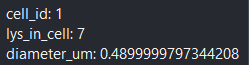 cell_id: 1
lys_in_cell: 7
diameter_um: 0.4899999797344208